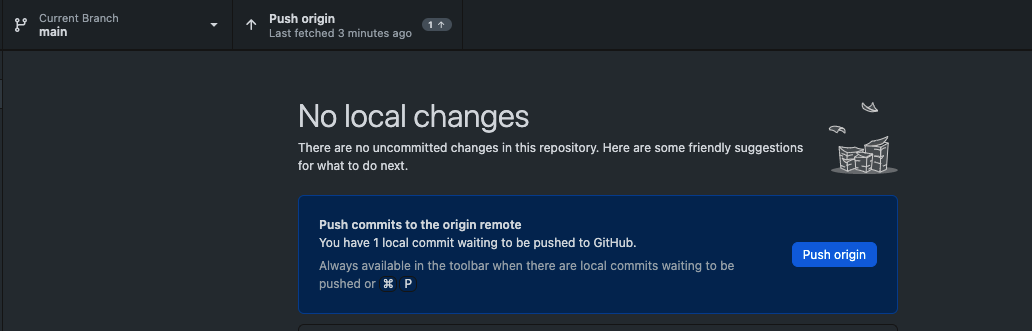 Current Branch
main
Push origin
Last fetched 3 minutes ago
1 ↑
No local changes
There are no uncommitted changes in this repository. Here are some friendly suggestions
for what to do next.
Push commits to the origin remote
You have 1 local commit waiting to be pushed to GitHub.
Always available in the toolbar when there are local commits waiting to be
pushed or ⌘ P
Push origin